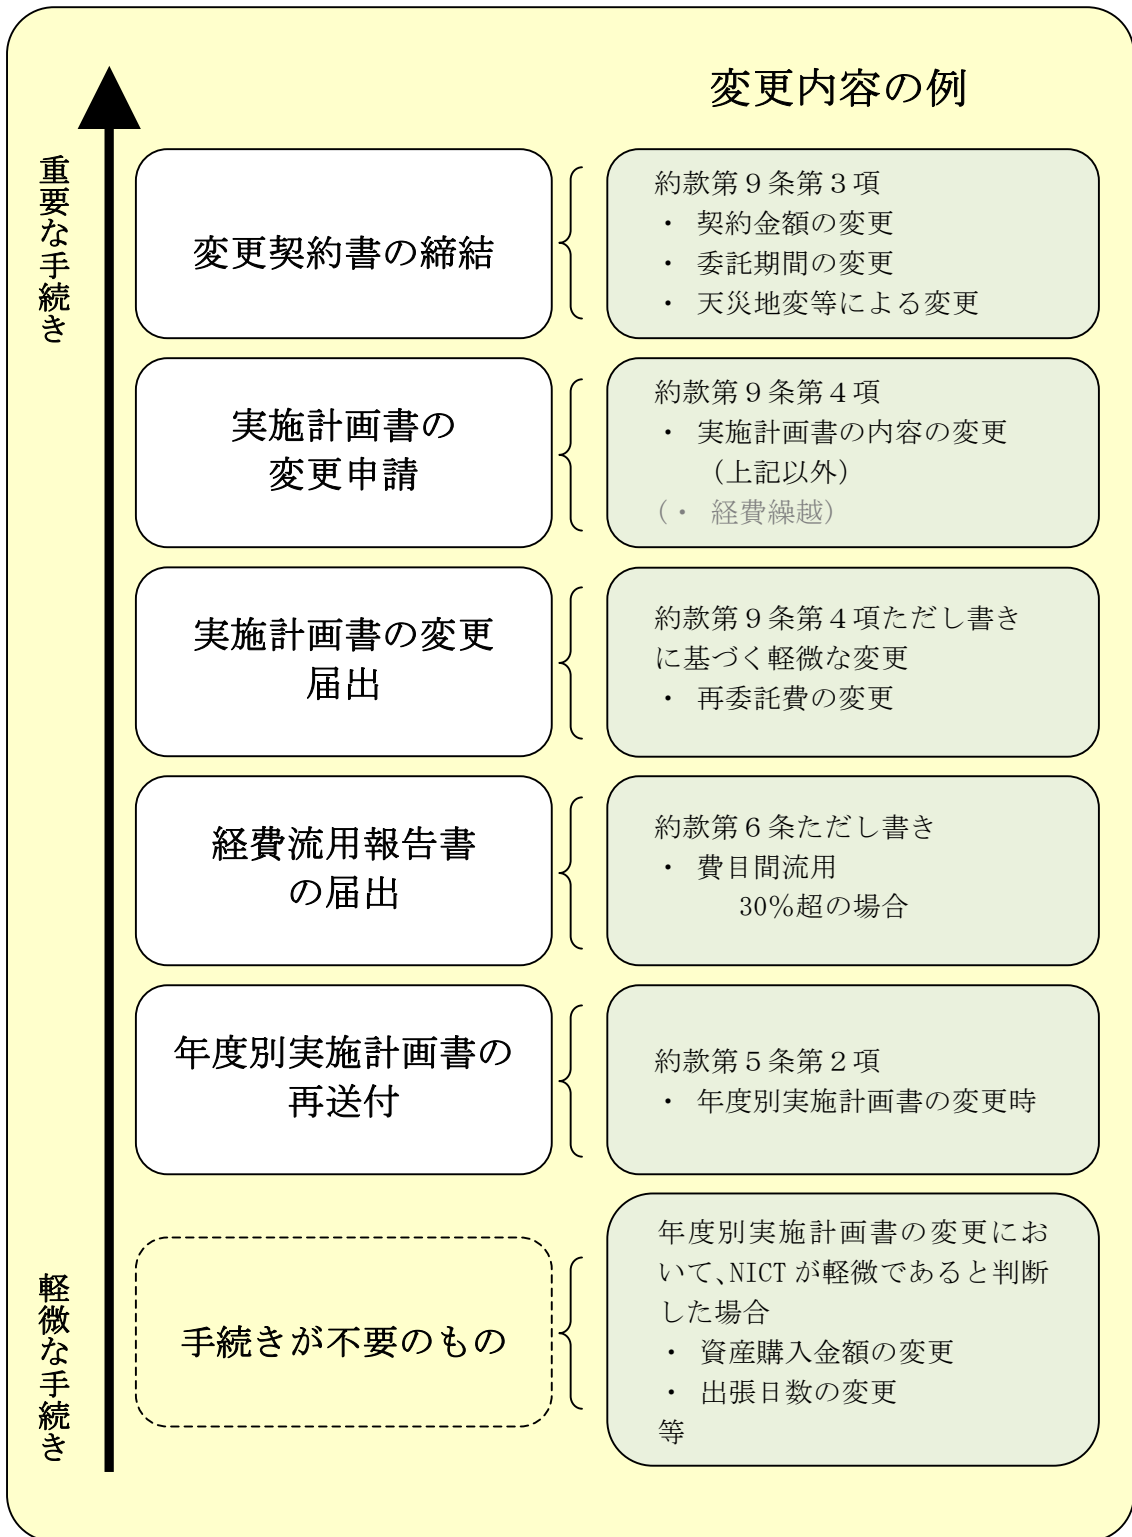 変更内容の例
重要な手続き
変更契約書の締結
約款第９条第３項
・ 契約金額の変更
・ 委託期間の変更
・ 天災地変等による変更
実施計画書の
変更申請
約款第９条第４項
・ 実施計画書の内容の変更
（上記以外）
（・ 経費繰越）
実施計画書の変更
届出
約款第９条第４項ただし書き
に基づく軽微な変更
・ 再委託費の変更
経費流用報告書
の届出
約款第６条ただし書き
・ 費目間流用
30％超の場合
年度別実施計画書の
再送付
約款第５条第２項
・ 年度別実施計画書の変更時
軽微な手続き
手続きが不要のもの
年度別実施計画書の変更にお
いて、NICT が軽微であると判断
した場合
・ 資産購入金額の変更
・ 出張日数の変更
等